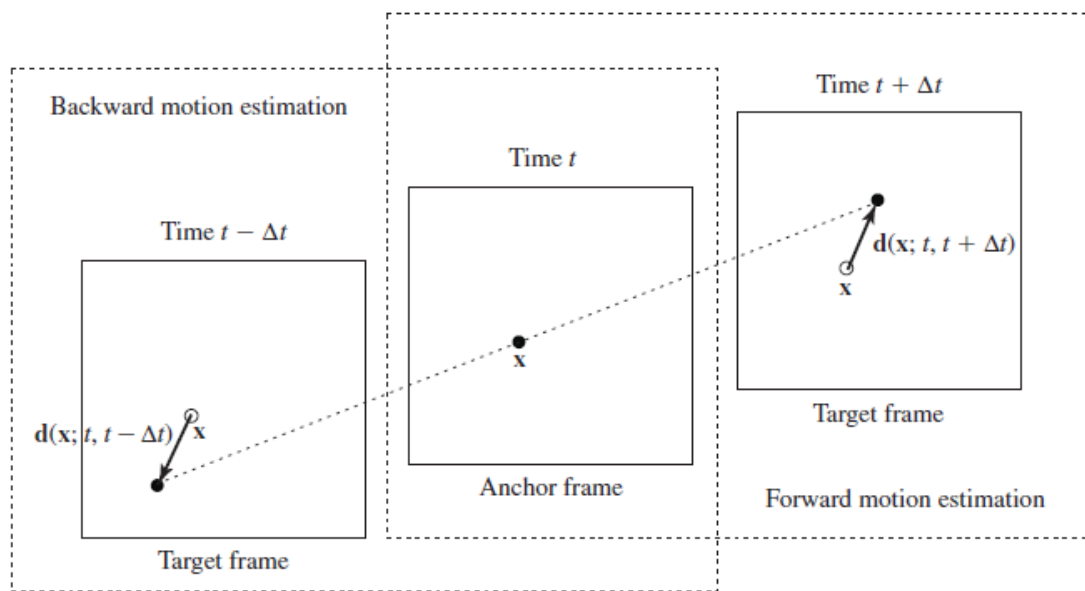 Backward motion estimation
Time t + Δt
Time t
Time t − Δt
d(x; t, t + Δt)
x
x
d(x; t, t − Δt)
x
Target frame
Anchor frame
Forward motion estimation
Target frame